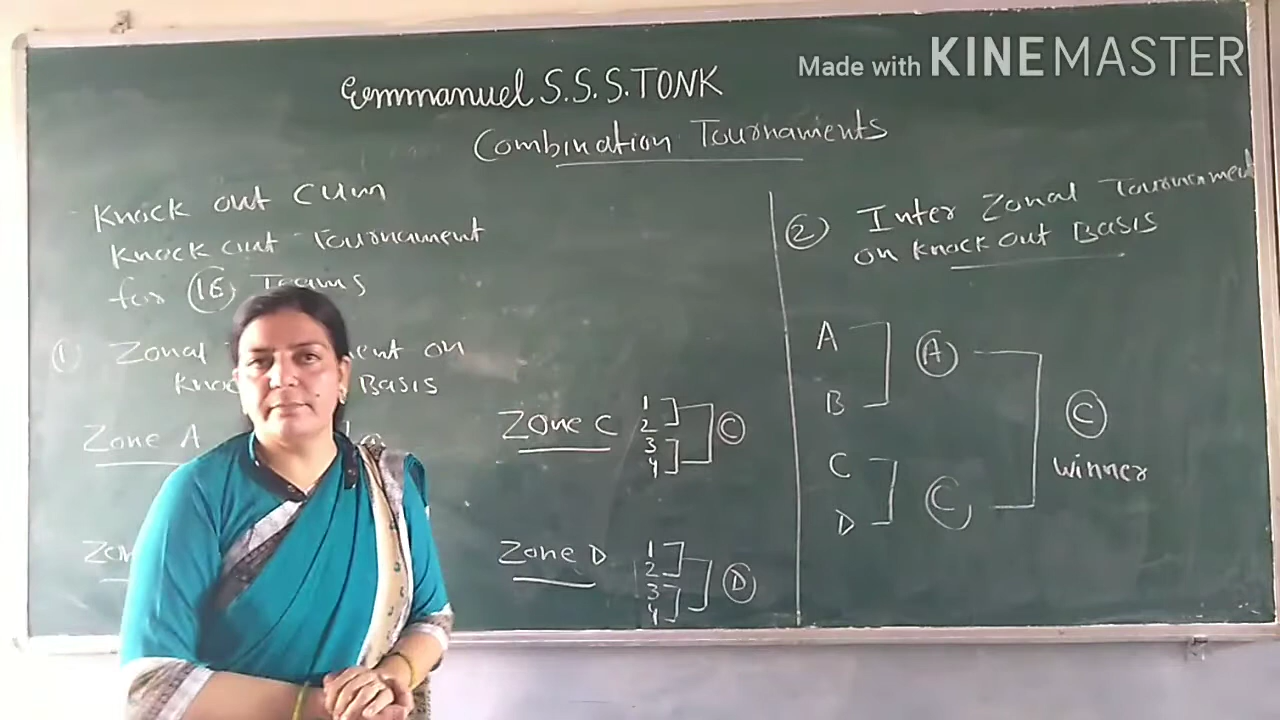 Made with KINEMASTER
Emmanuel S.S.S.TONK
Combination Tournaments
Knock out cum
Knock out Tournament
for 16 Teams
1 Zonal ment on
Basis
Zone A
Zone C 1 2 3 4 C
Zone D 1 2 3 4 D
2 Inter Zonal Tournament
on knock out Basis
A
B
A
C
D
C
C
winner